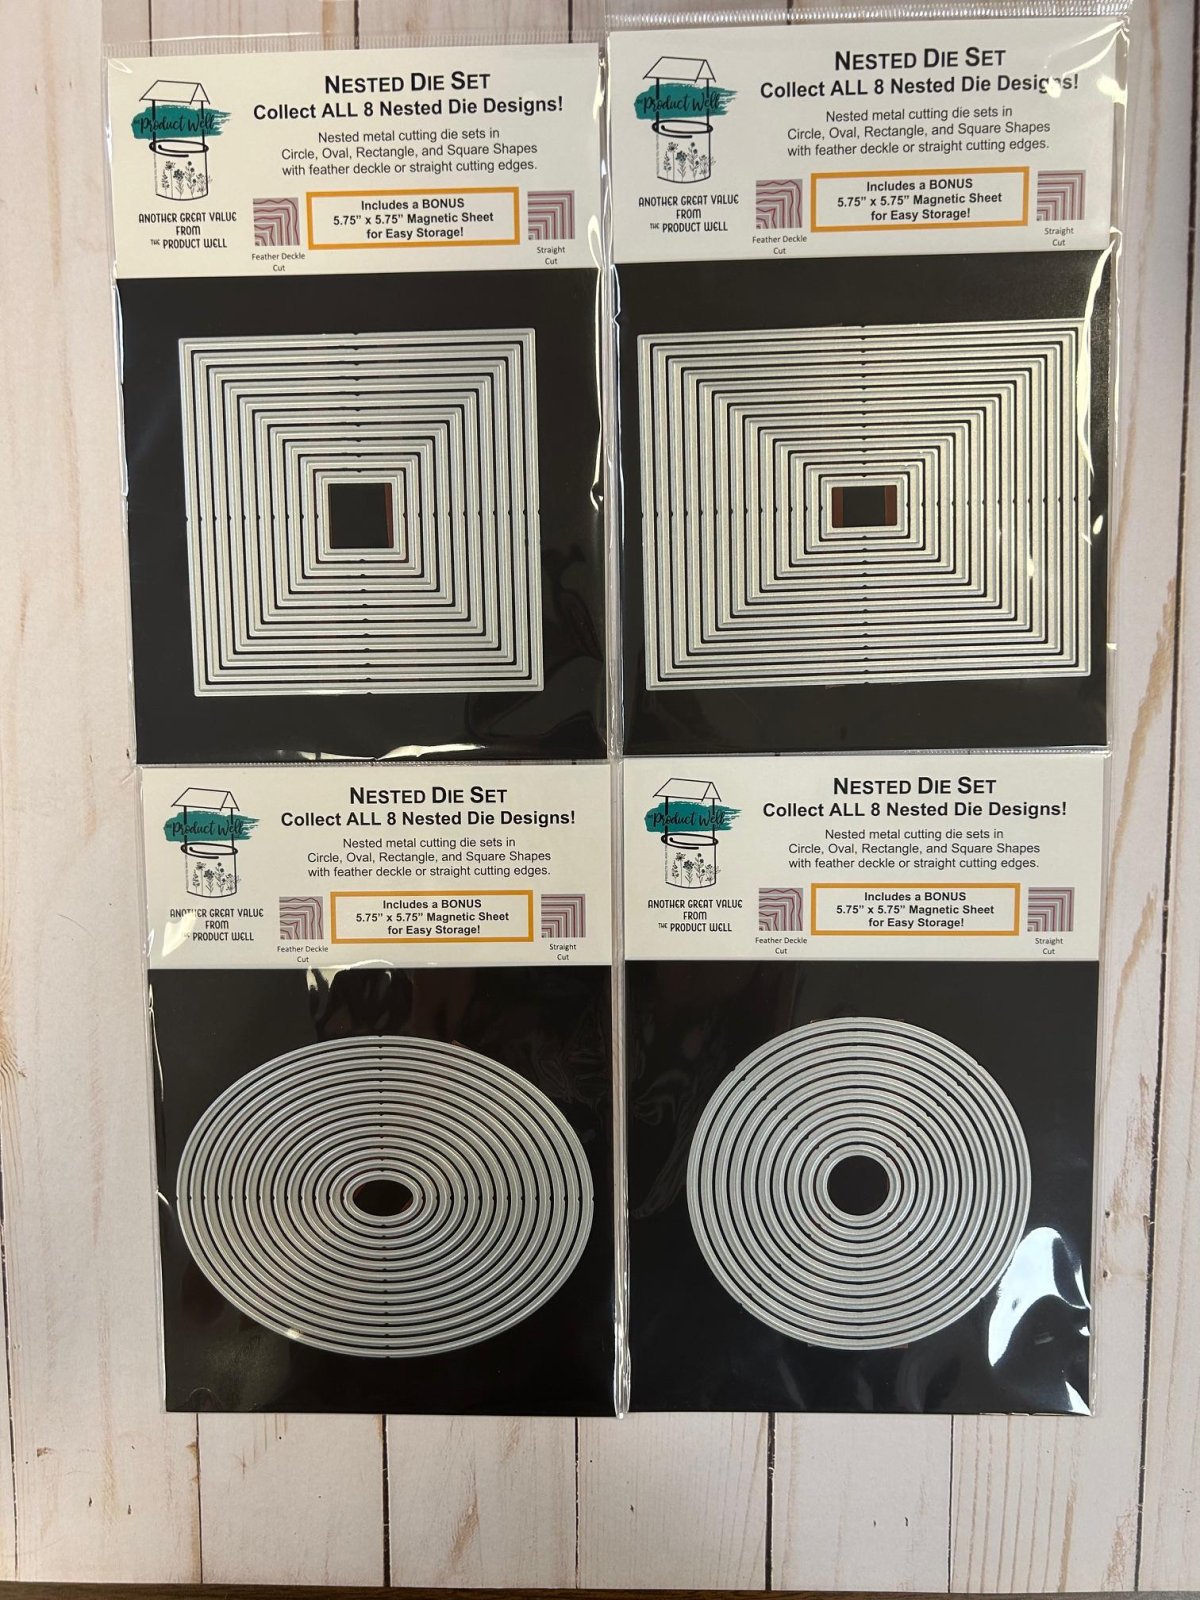 NESTED DIE SET
Collect ALL 8 Nested Die Designs!
Nested metal cutting die sets in
Circle, Oval, Rectangle, and Square Shapes
with feather deckle or straight cutting edges.
Product Well
ANOTHER GREAT VALUE
FROM
THE PRODUCT WELL
Includes a BONUS
5.75” x 5.75” Magnetic Sheet
for Easy Storage!
Feather Deckle
Cut
Straight
Cut
NESTED DIE SET
Collect ALL 8 Nested Die Designs!
Nested metal cutting die sets in
Circle, Oval, Rectangle, and Square Shapes
with feather deckle or straight cutting edges.
Product Well
ANOTHER GREAT VALUE
FROM
THE PRODUCT WELL
Includes a BONUS
5.75” x 5.75” Magnetic Sheet
for Easy Storage!
Feather Deckle
Cut
Straight
Cut
NESTED DIE SET
Collect ALL 8 Nested Die Designs!
Nested metal cutting die sets in
Circle, Oval, Rectangle, and Square Shapes
with feather deckle or straight cutting edges.
Product Well
ANOTHER GREAT VALUE
FROM
THE PRODUCT WELL
Includes a BONUS
5.75” x 5.75” Magnetic Sheet
for Easy Storage!
Feather Deckle
Cut
Straight
Cut
NESTED DIE SET
Collect ALL 8 Nested Die Designs!
Nested metal cutting die sets in
Circle, Oval, Rectangle, and Square Shapes
with feather deckle or straight cutting edges.
Product Well
ANOTHER GREAT VALUE
FROM
THE PRODUCT WELL
Includes a BONUS
5.75” x 5.75” Magnetic Sheet
for Easy Storage!
Feather Deckle
Cut
Straight
Cut